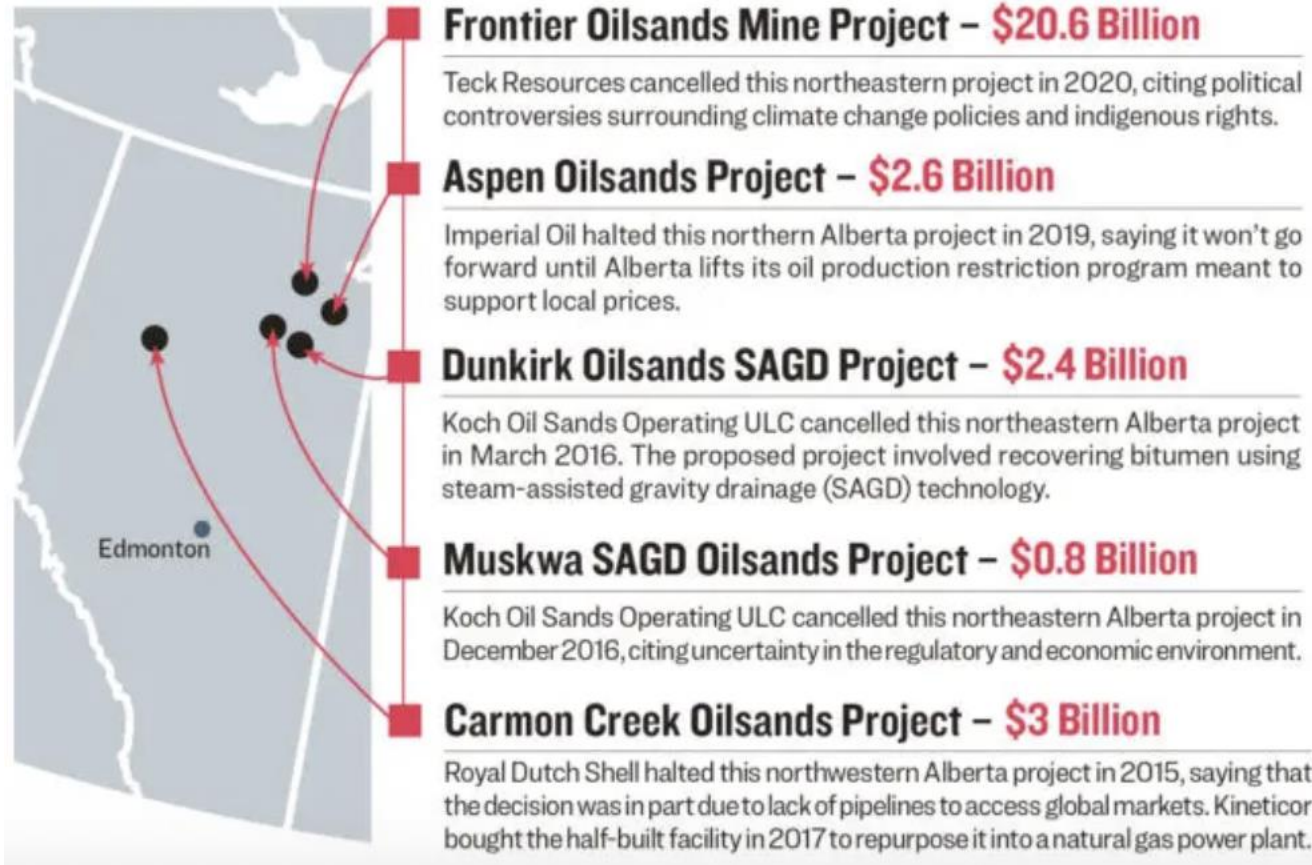 Frontier Oilsands Mine Project – $20.6 Billion
Teck Resources cancelled this northeastern project in 2020, citing political
controversies surrounding climate change policies and indigenous rights.
Aspen Oilsands Project – $2.6 Billion
Imperial Oil halted this northern Alberta project in 2019, saying it won't go
forward until Alberta lifts its oil production restriction program meant to
support local prices.
Dunkirk Oilsands SAGD Project – $2.4 Billion
Koch Oil Sands Operating ULC cancelled this northeastern Alberta project
in March 2016. The proposed project involved recovering bitumen using
steam-assisted gravity drainage (SAGD) technology.
Edmonton
Muskwa SAGD Oilsands Project – $0.8 Billion
Koch Oil Sands Operating ULC cancelled this northeastern Alberta project in
December 2016, citing uncertainty in the regulatory and economic environment.
Carmon Creek Oilsands Project – $3 Billion
Royal Dutch Shell halted this northwestern Alberta project in 2015, saying that
the decision was in part due to lack of pipelines to access global markets. Kineticor
bought the half-built facility in 2017 to repurpose it into a natural gas power plant.